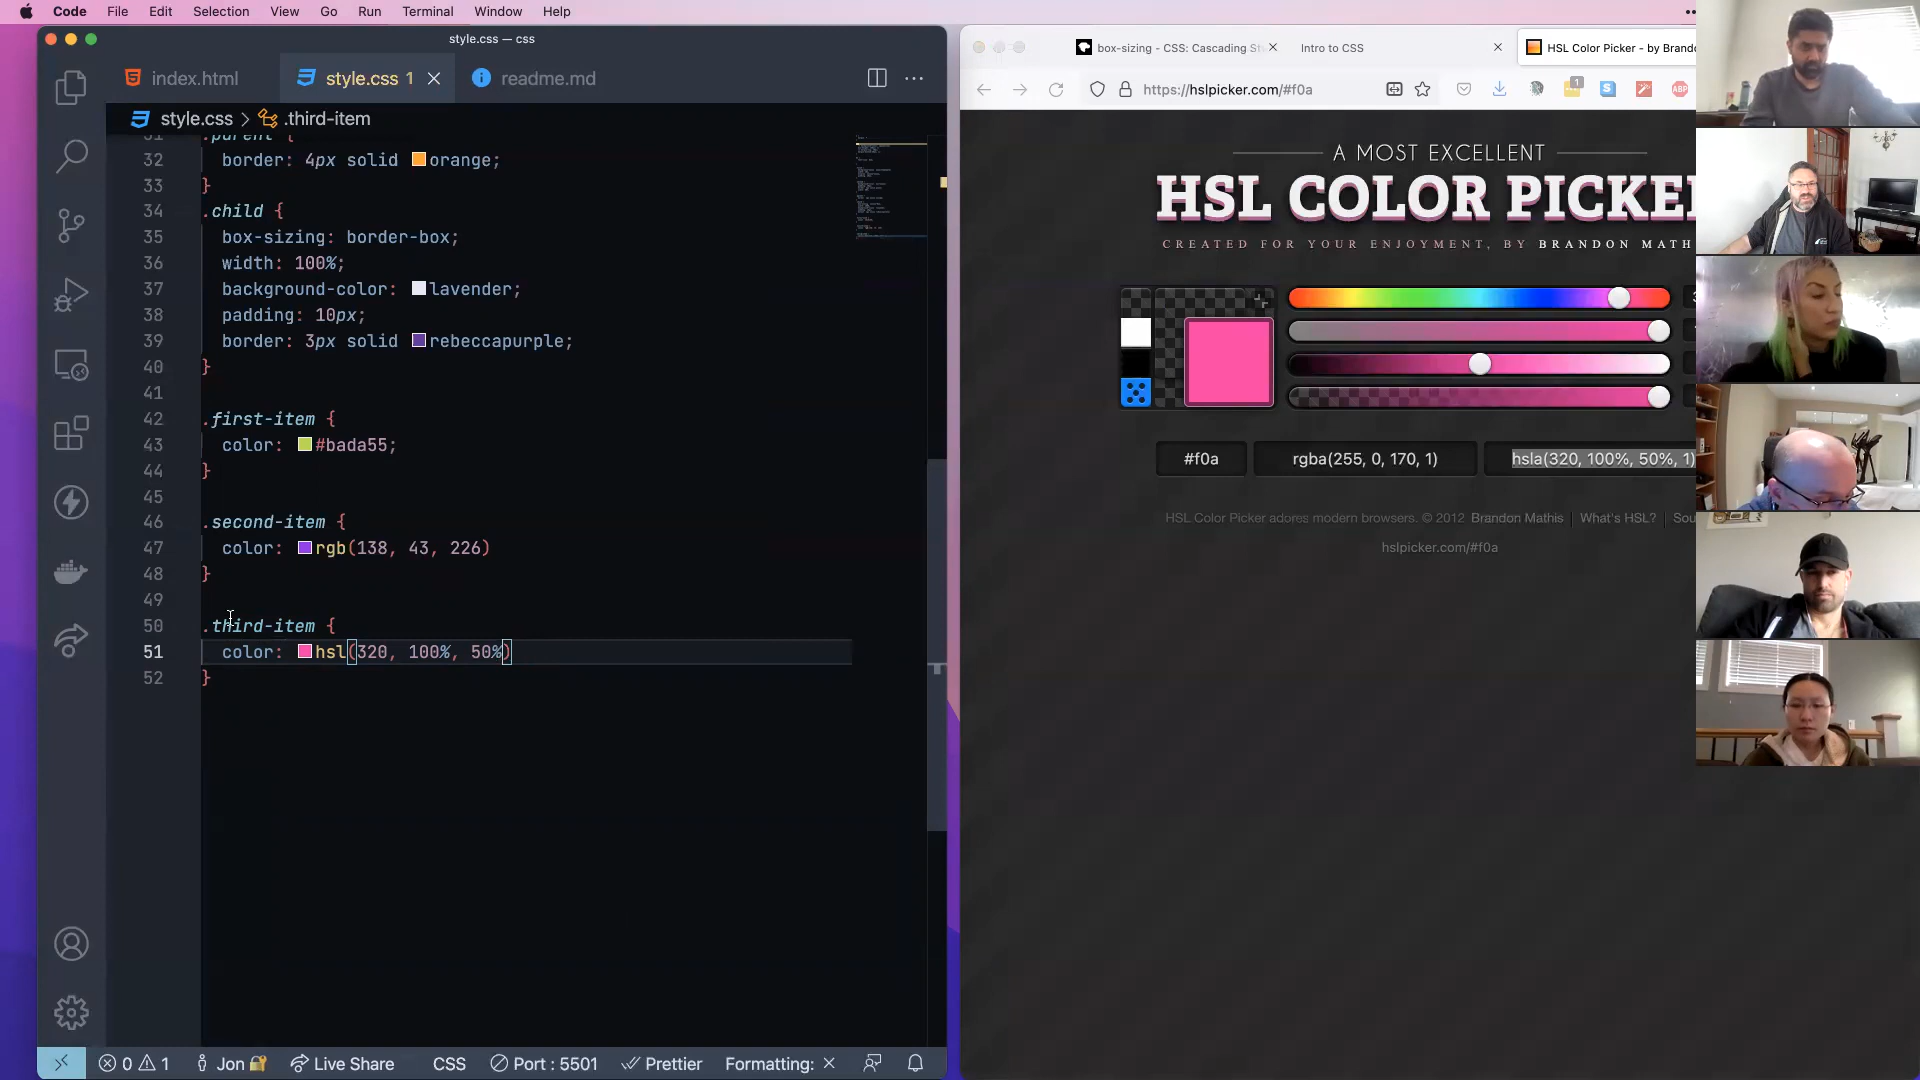 Code File Edit Selection View Go Run Terminal Window Help
style.css — css
index.html
style.css 1
readme.md
style.css > .third-item
31 .parent {
32 border: 4px solid orange;
33 }
34 .child {
35 box-sizing: border-box;
36 width: 100%;
37 background-color: lavender;
38 padding: 10px;
39 border: 3px solid rebeccapurple;
40 }
41
42 .first-item {
43 color: #bada55;
44 }
45
46 .second-item {
47 color: rgb(138, 43, 226)
48 }
49
50 .third-item {
51 color: hsl(320, 100%, 50%)
52 }
0 1 Jon Live Share CSS Port : 5501 Prettier Formatting: ×
box-sizing - CSS: Cascading St
Intro to CSS
HSL Color Picker - by Brando
https://hslpicker.com/#f0a
1
ABP
A MOST EXCELLENT
HSL COLOR PICKER
CREATED FOR YOUR ENJOYMENT, BY BRANDON MATH
#f0a
rgba(255, 0, 170, 1)
hsla(320, 100%, 50%, 1)
HSL Color Picker adores modern browsers. © 2012 Brandon Mathis | What's HSL? | Sou
hslpicker.com/#f0a